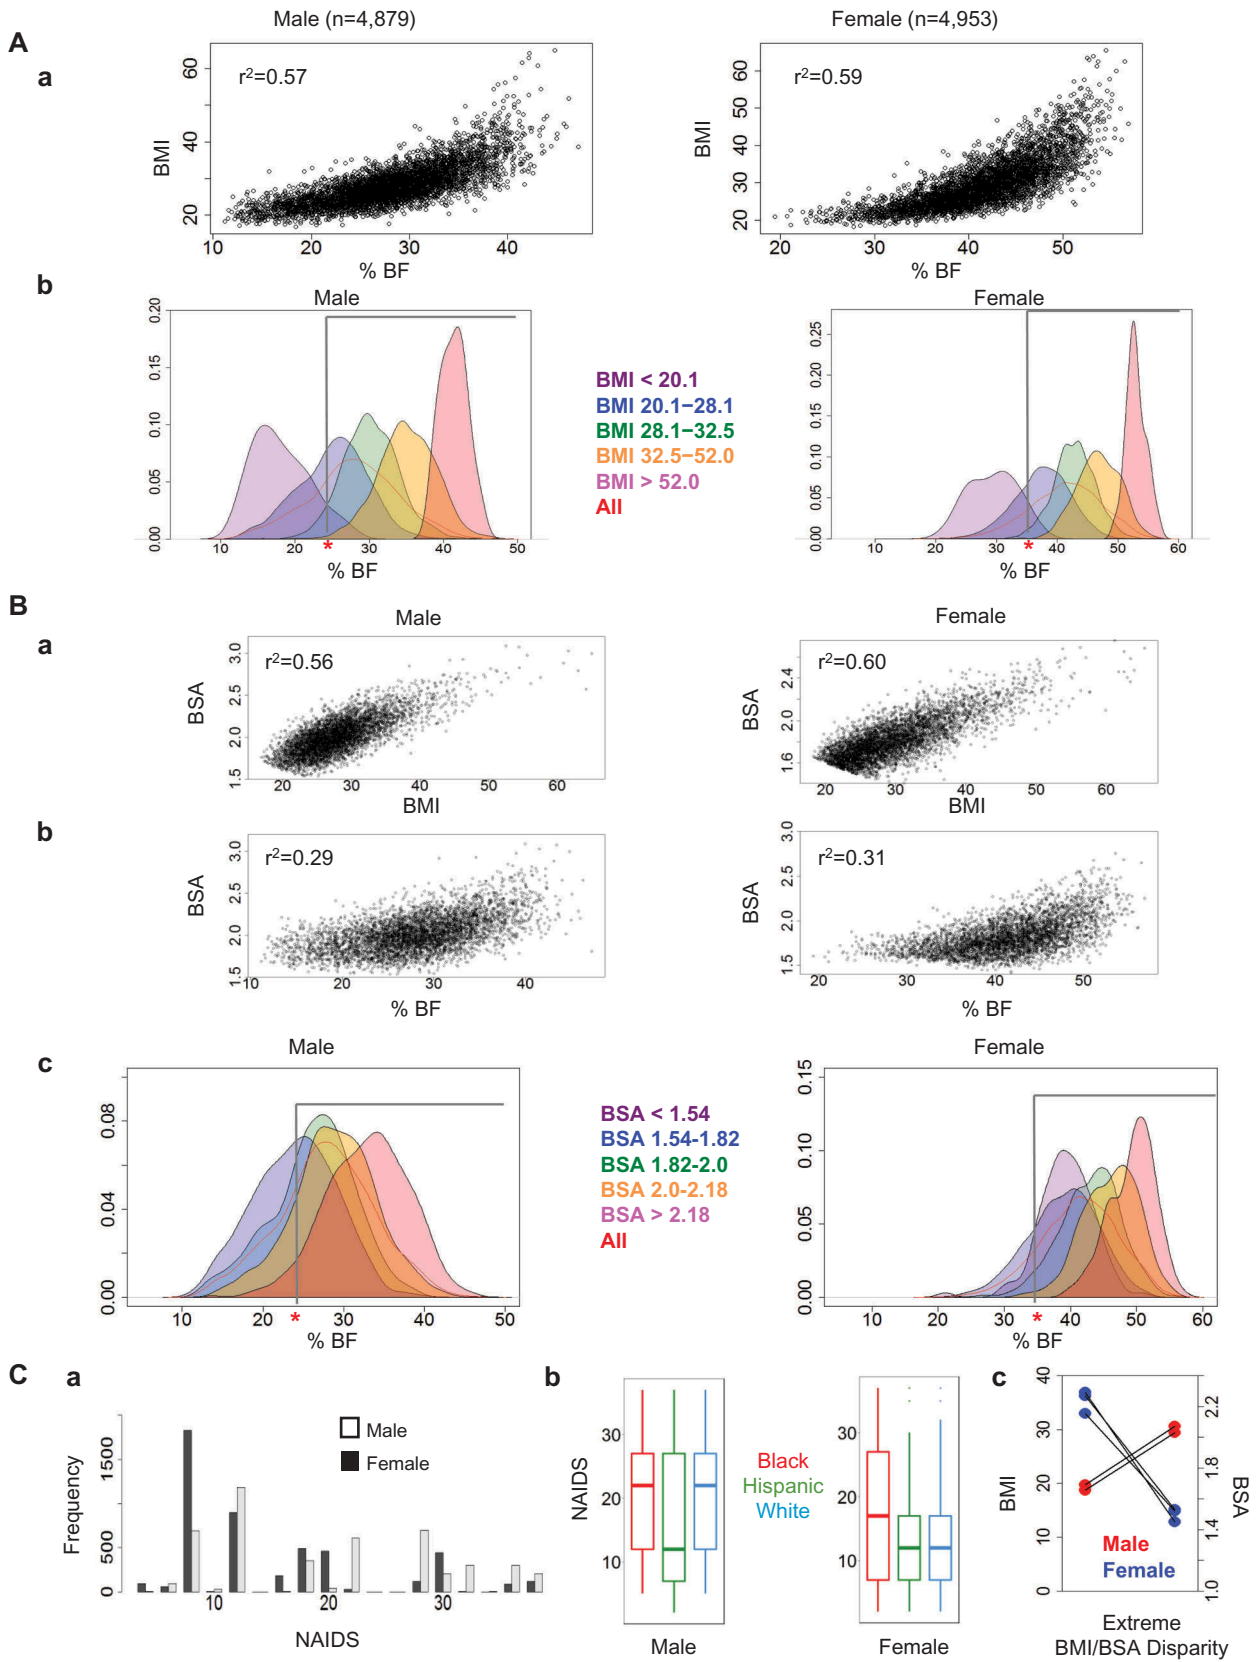 Male (n=4,879)
Female (n=4,953)
A
a
r²=0.57
BMI
60
40
20
10 20 30 40
% BF
r²=0.59
BMI
60
50
40
30
20
20 30 40 50
% BF
b
Male
0.20
0.15
0.10
0.05
0.00
10 20 30 40 50
*
% BF
BMI < 20.1
BMI 20.1−28.1
BMI 28.1−32.5
BMI 32.5−52.0
BMI > 52.0
All
Female
0.25
0.20
0.15
0.10
0.05
0.00
10 20 30 40 50 60
*
% BF
B
Male
Female
a
r²=0.56
BSA
3.0
2.5
2.0
1.5
20 30 40 50 60
BMI
r²=0.60
BSA
2.4
2.0
1.6
20 30 40 50 60
BMI
b
r²=0.29
BSA
3.0
2.5
2.0
1.5
10 20 30 40
% BF
r²=0.31
BSA
3.0
2.5
2.0
1.5
20 30 40 50
% BF
c
Male
0.08
0.04
0.00
10 20 30 40 50
*
% BF
BSA < 1.54
BSA 1.54-1.82
BSA 1.82-2.0
BSA 2.0-2.18
BSA > 2.18
All
Female
0.15
0.10
0.05
0.00
10 20 30 40 50 60
*
% BF
C
a
Frequency
1500
500
0
Male
Female
10 20 30
NAIDS
b
NAIDS
30
20
10
Male
Black
Hispanic
White
30
20
10
Female
c
BMI
40
30
20
10
0
2.2
1.8
1.4
1.0
BSA
Male
Female
Extreme
BMI/BSA Disparity